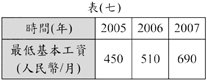 表(七)
時間(年) 2005 2006 2007
最低基本工資
(人民幣/月) 450 510 690